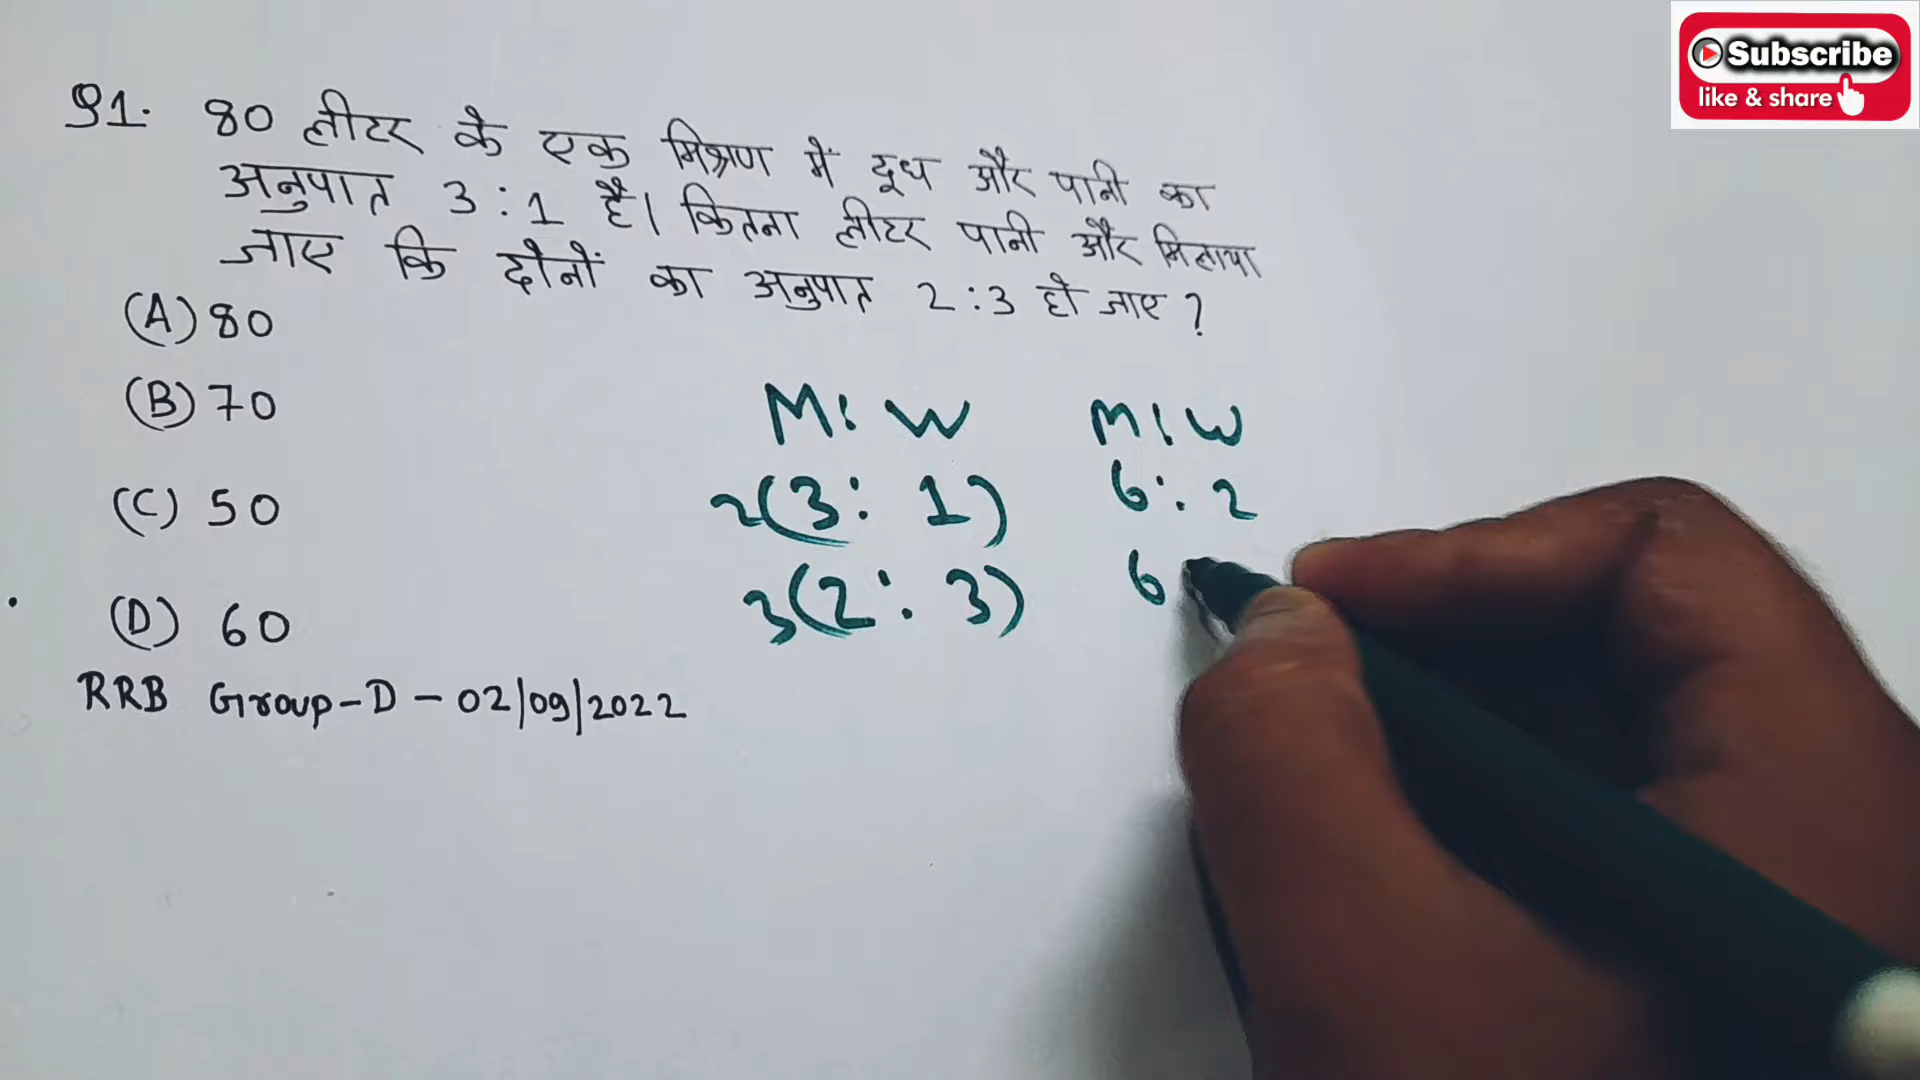 Q1. 80 लीटर के एक मिश्रण में दूध और पानी का
अनुपात 3 : 1 है। कितना लीटर पानी और मिलाया
जाए कि दोनों का अनुपात 2 : 3 हो जाए ?
(A) 80
(B) 70
(C) 50
(D) 60
RRB Group-D - 02/09/2022
M : W
2(3 : 1)
3(2 : 3)
M : W
6 : 2
6
Subscribe
like & share